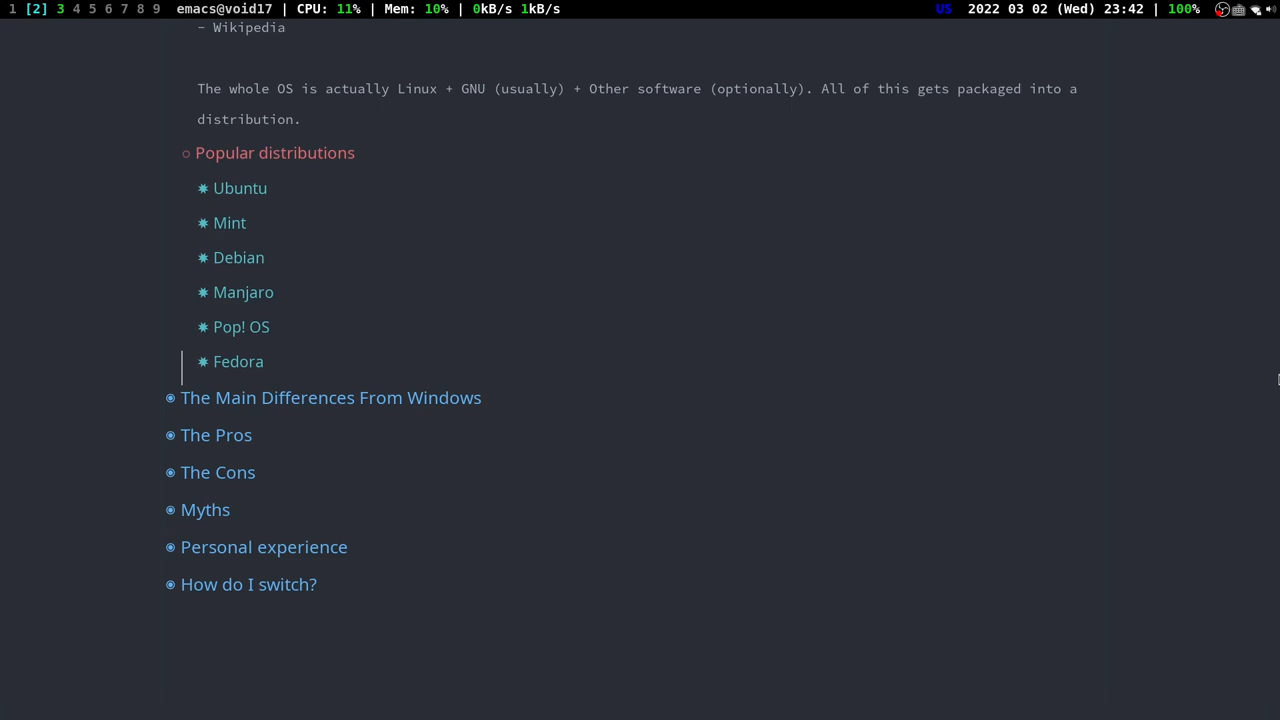 1 [2] 3 4 5 6 7 8 9 emacs@void17 | CPU: 11% | Mem: 10% | 0kB/s 1kB/s US 2022 03 02 (Wed) 23:42 | 100%
- Wikipedia
The whole OS is actually Linux + GNU (usually) + Other software (optionally). All of this gets packaged into a
distribution.
Popular distributions
Ubuntu
Mint
Debian
Manjaro
Pop! OS
Fedora
The Main Differences From Windows
The Pros
The Cons
Myths
Personal experience
How do I switch?